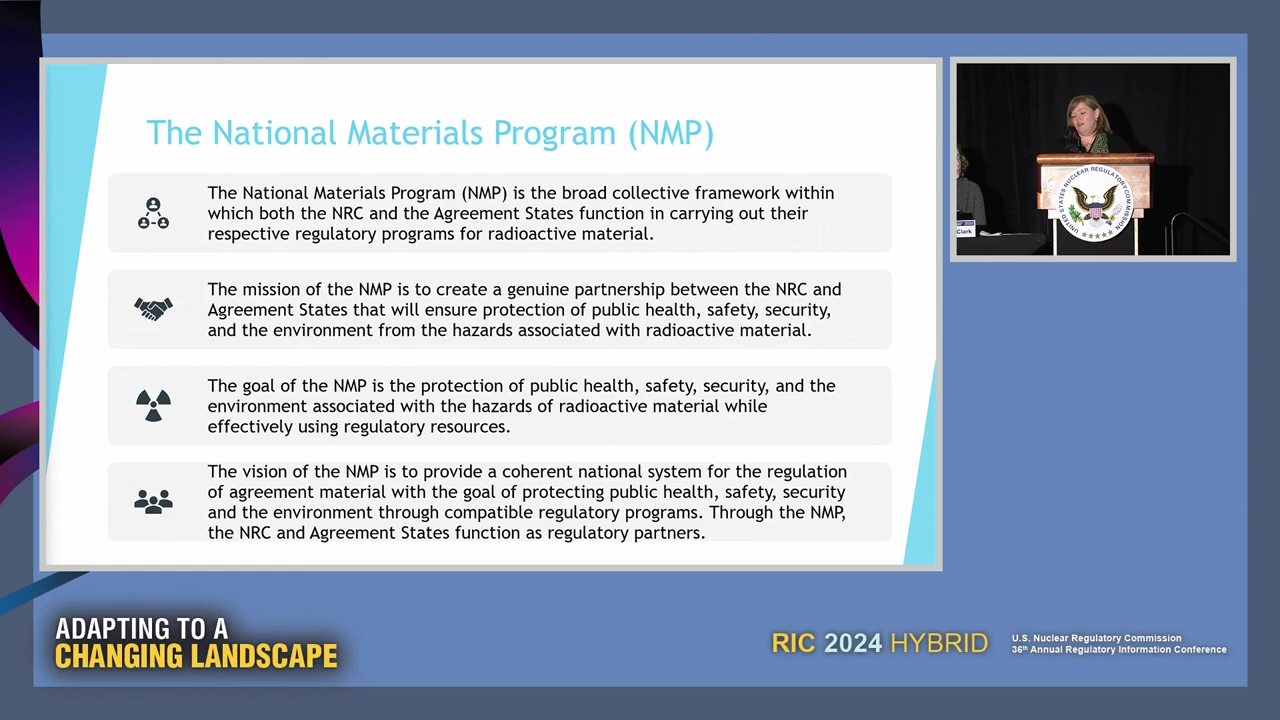 The National Materials Program (NMP)
The National Materials Program (NMP) is the broad collective framework within
which both the NRC and the Agreement States function in carrying out their
respective regulatory programs for radioactive material.
The mission of the NMP is to create a genuine partnership between the NRC and
Agreement States that will ensure protection of public health, safety, security,
and the environment from the hazards associated with radioactive material.
The goal of the NMP is the protection of public health, safety, security, and the
environment associated with the hazards of radioactive material while
effectively using regulatory resources.
The vision of the NMP is to provide a coherent national system for the regulation
of agreement material with the goal of protecting public health, safety, security
and the environment through compatible regulatory programs. Through the NMP,
the NRC and Agreement States function as regulatory partners.
UNITED STATES NUCLEAR REGULATORY COMMISSION
Clark
ADAPTING TO A
CHANGING LANDSCAPE
RIC 2024 HYBRID
U.S. Nuclear Regulatory Commission
36th Annual Regulatory Information Conference